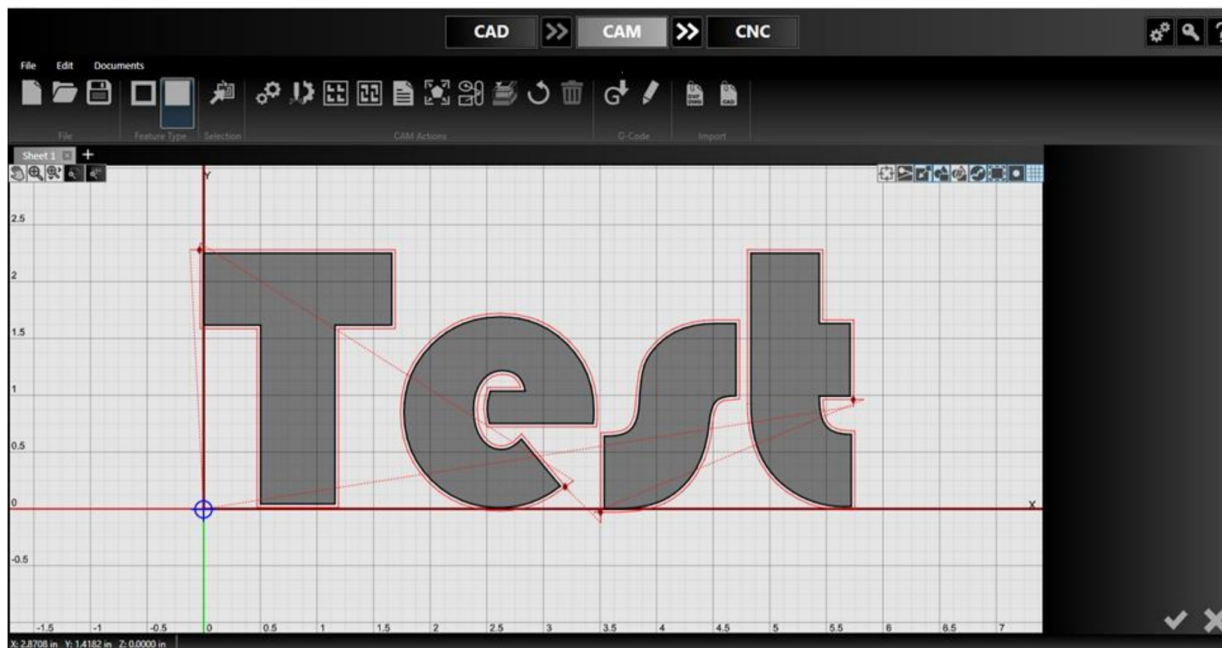 CAD CAM CNC
File Edit Documents
File Feature Type Selection CAM Actions G-Code Import
Sheet 1
Y
2.5
2
1.5
1
0.5
0
X
-0.5
-1.5 -1 -0.5 0 0.5 1 1.5 2 2.5 3 3.5 4 4.5 5 5.5 6 6.5 7
Test
X: 2.8708 in Y: 1.4182 in Z: 0.0000 in